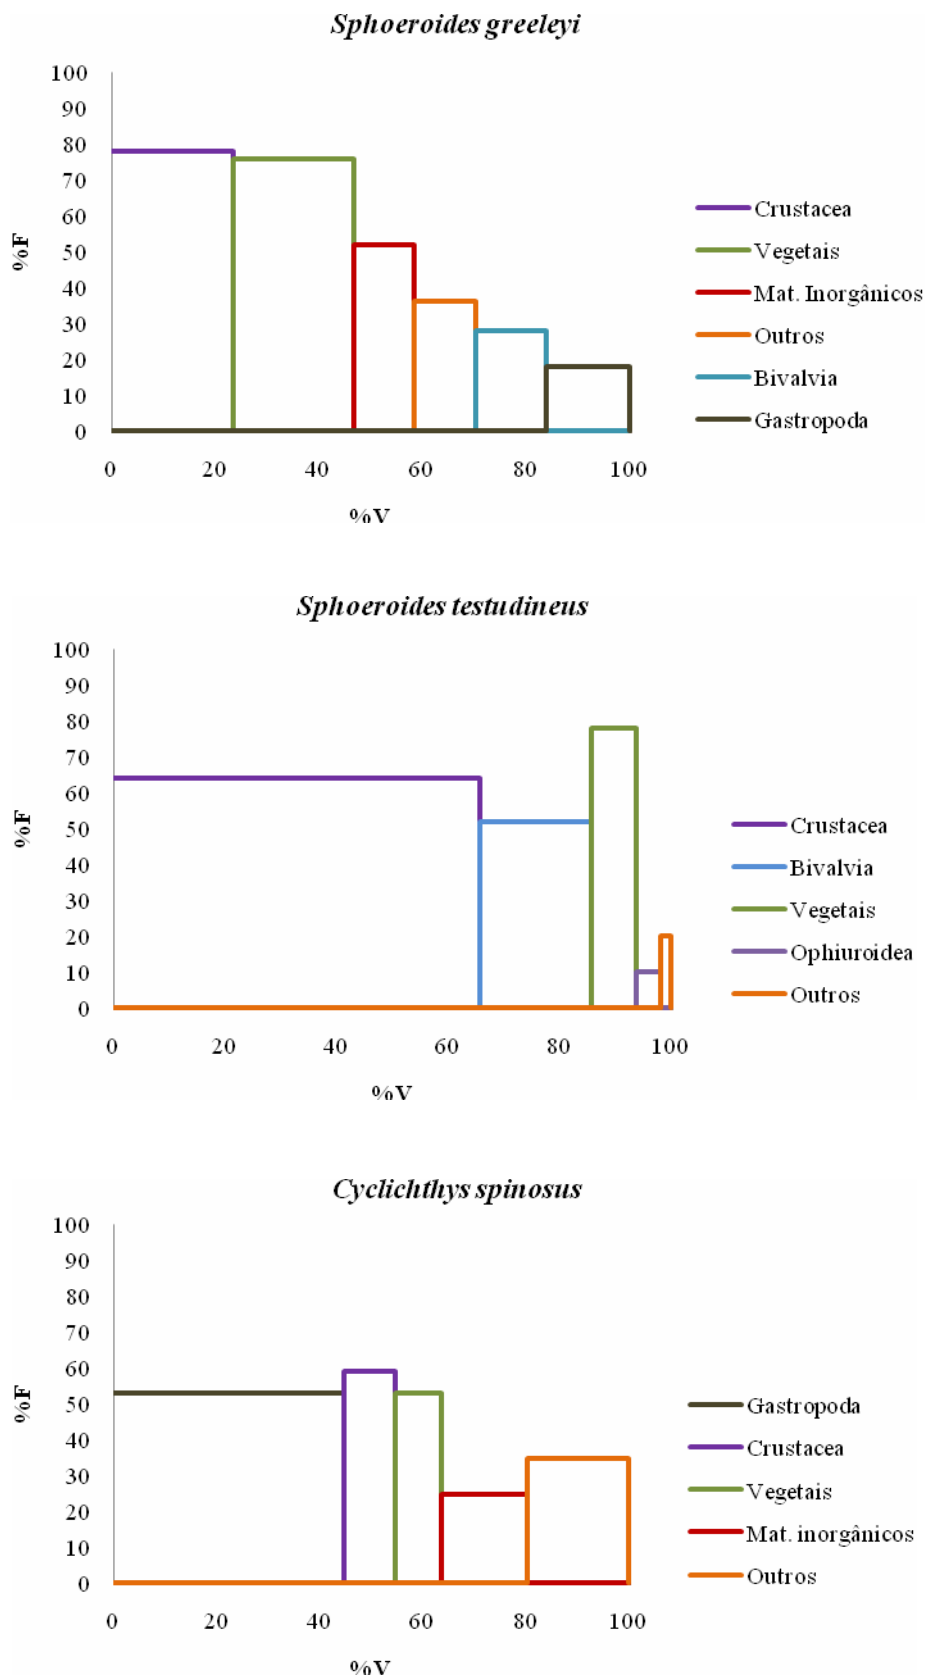 Sphoeroides greeleyi
100
90
80
70
60
50
40
30
20
10
0
%F
0 20 40 60 80 100
%V
Crustacea
Vegetais
Mat. Inorgânicos
Outros
Bivalvia
Gastropoda
Sphoeroides testudineus
100
90
80
70
60
50
40
30
20
10
0
%F
0 20 40 60 80 100
%V
Crustacea
Bivalvia
Vegetais
Ophiuroidea
Outros
Cyclichthys spinosus
100
90
80
70
60
50
40
30
20
10
0
%F
0 20 40 60 80 100
%V
Gastropoda
Crustacea
Vegetais
Mat. inorgânicos
Outros